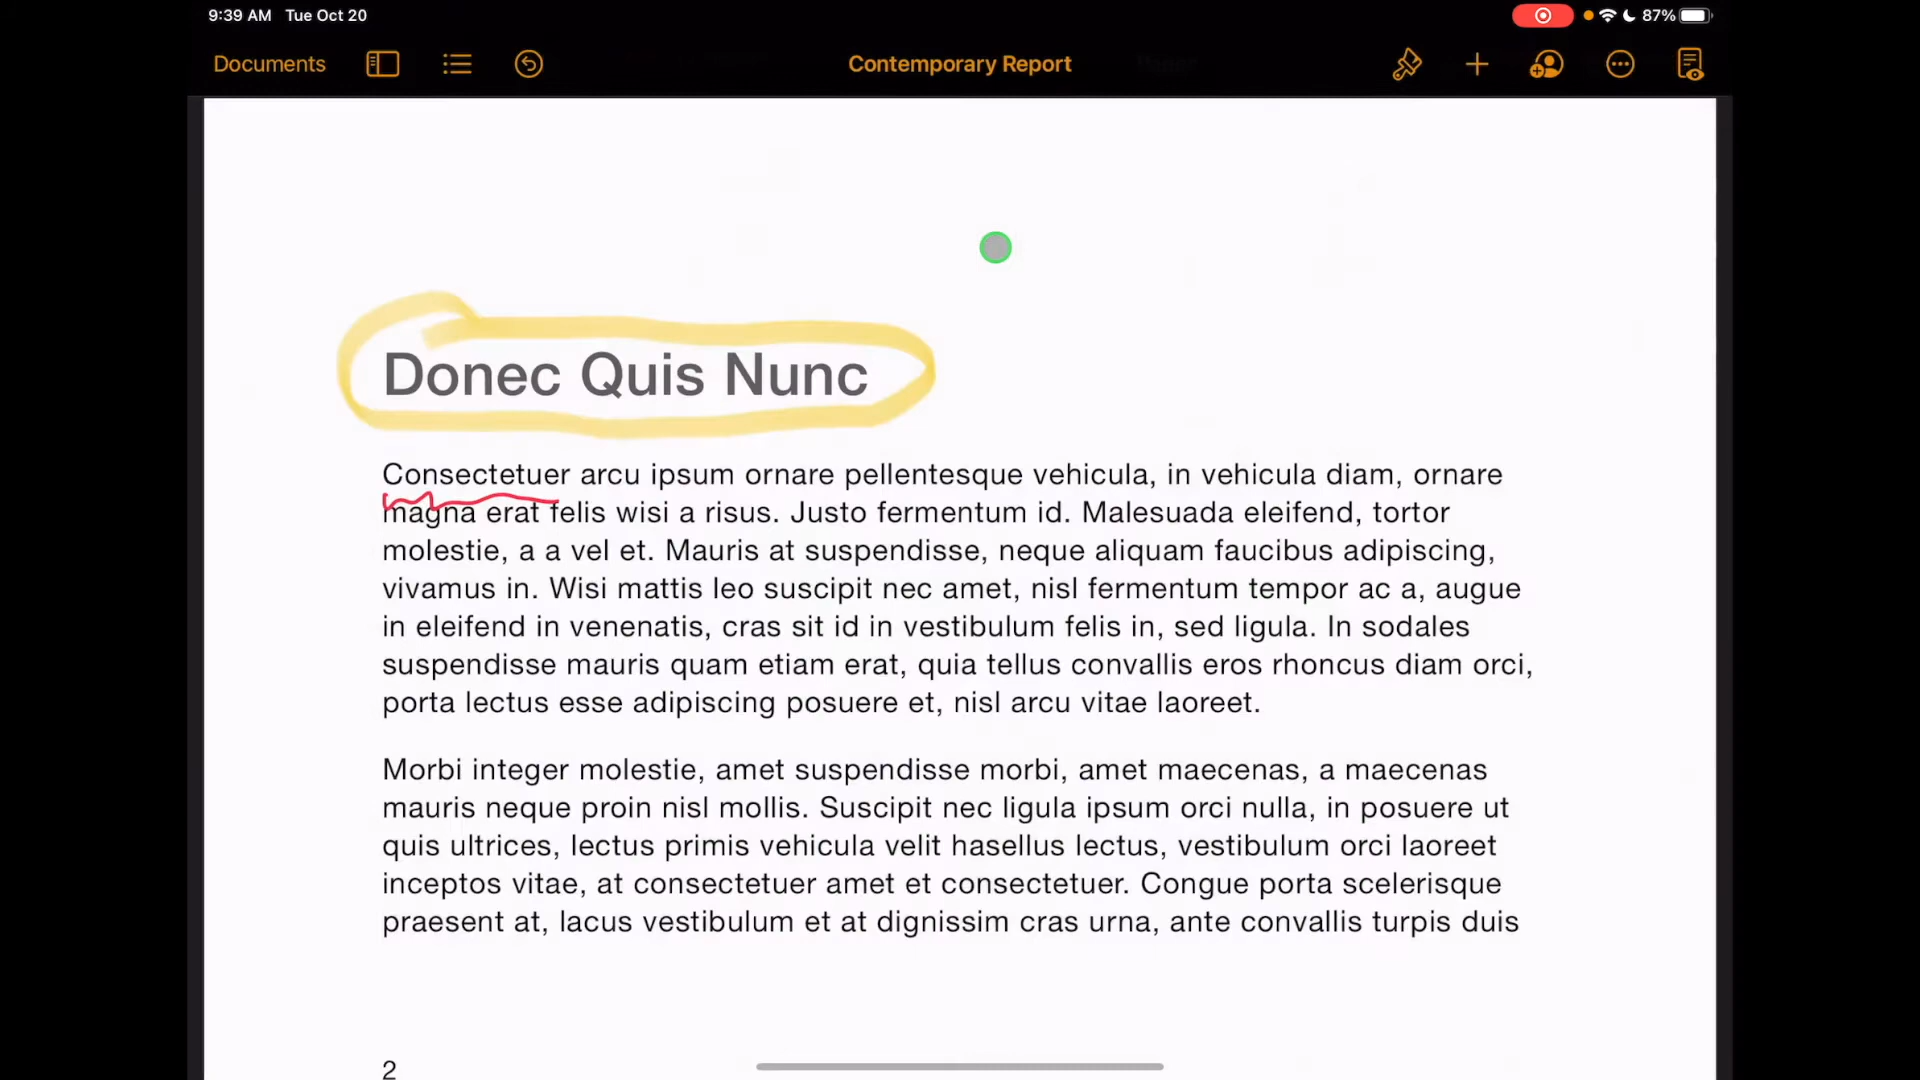 9:39 AM Tue Oct 20
87%
Documents
Contemporary Report
Donec Quis Nunc
Consectetuer arcu ipsum ornare pellentesque vehicula, in vehicula diam, ornare
magna erat felis wisi a risus. Justo fermentum id. Malesuada eleifend, tortor
molestie, a a vel et. Mauris at suspendisse, neque aliquam faucibus adipiscing,
vivamus in. Wisi mattis leo suscipit nec amet, nisl fermentum tempor ac a, augue
in eleifend in venenatis, cras sit id in vestibulum felis in, sed ligula. In sodales
suspendisse mauris quam etiam erat, quia tellus convallis eros rhoncus diam orci,
porta lectus esse adipiscing posuere et, nisl arcu vitae laoreet.
Morbi integer molestie, amet suspendisse morbi, amet maecenas, a maecenas
mauris neque proin nisl mollis. Suscipit nec ligula ipsum orci nulla, in posuere ut
quis ultrices, lectus primis vehicula velit hasellus lectus, vestibulum orci laoreet
inceptos vitae, at consectetuer amet et consectetuer. Congue porta scelerisque
praesent at, lacus vestibulum et at dignissim cras urna, ante convallis turpis duis
2